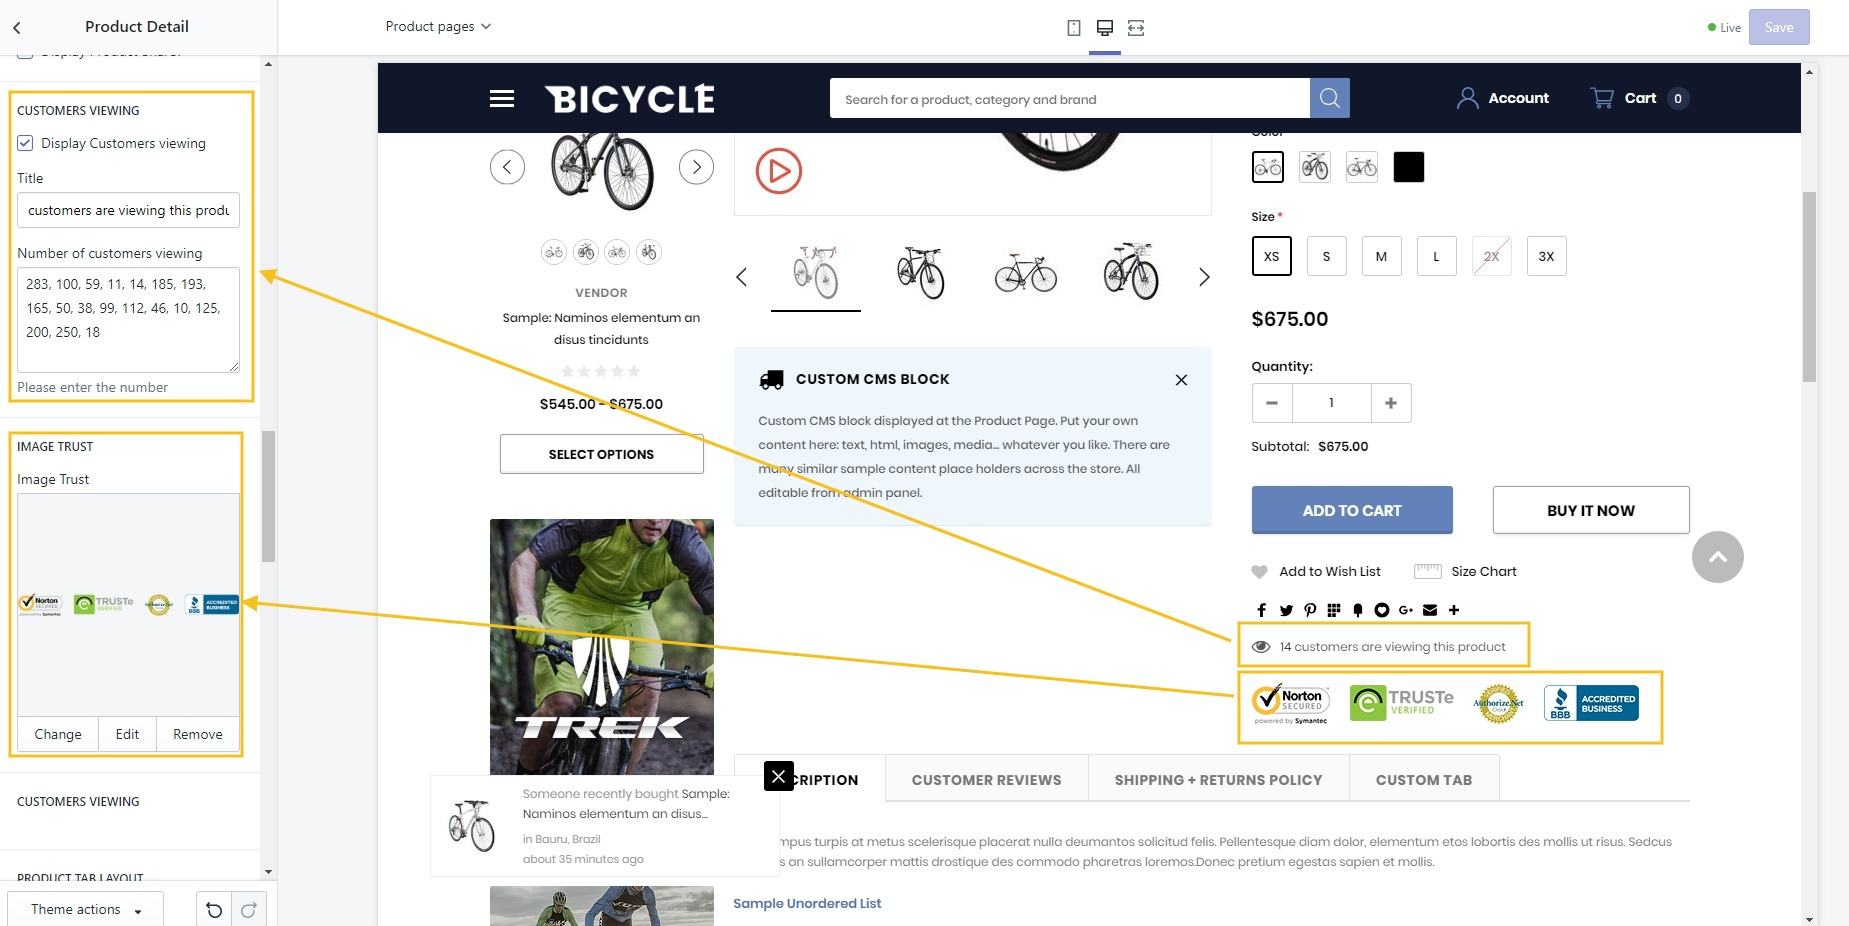 Product Detail
Product pages
Live
Save
CUSTOMERS VIEWING
Display Customers viewing
Title
customers are viewing this produ
Number of customers viewing
283, 100, 59, 11, 14, 185, 193,
165, 50, 38, 99, 112, 46, 10, 125,
200, 250, 18
Please enter the number
IMAGE TRUST
Image Trust
Norton
SECURED
powered by Symantec
TRUSTe
VERIFIED
Authorize.Net
BBB
ACCREDITED
BUSINESS
Change
Edit
Remove
CUSTOMERS VIEWING
PRODUCT TAB LAYOUT
Theme actions
BICYCLE
Search for a product, category and brand
Account
Cart 0
VENDOR
Sample: Naminos elementum an
disus tincidunts
$545.00 - $675.00
SELECT OPTIONS
TREK
CUSTOM CMS BLOCK
Custom CMS block displayed at the Product Page. Put your own
content here: text, html, images, media... whatever you like. There are
many similar sample content place holders across the store. All
editable from admin panel.
Color
Size *
XS
S
M
L
2X
3X
$675.00
Quantity:
1
Subtotal: $675.00
ADD TO CART
BUY IT NOW
Add to Wish List
Size Chart
14 customers are viewing this product
Norton
SECURED
powered by Symantec
TRUSTe
VERIFIED
Authorize.Net
Click
BBB
ACCREDITED
BUSINESS
CRIPTION
CUSTOMER REVIEWS
SHIPPING + RETURNS POLICY
CUSTOM TAB
Someone recently bought Sample:
Naminos elementum an disus...
in Bauru, Brazil
about 35 minutes ago
mpus turpis at metus scelerisque placerat nulla deumantos solicitud felis. Pellentesque diam dolor, elementum etos lobortis des mollis ut risus. Sedcus
s an sullamcorper mattis drostique des commodo pharetras loremos.Donec pretium egestas sapien et mollis.
Sample Unordered List